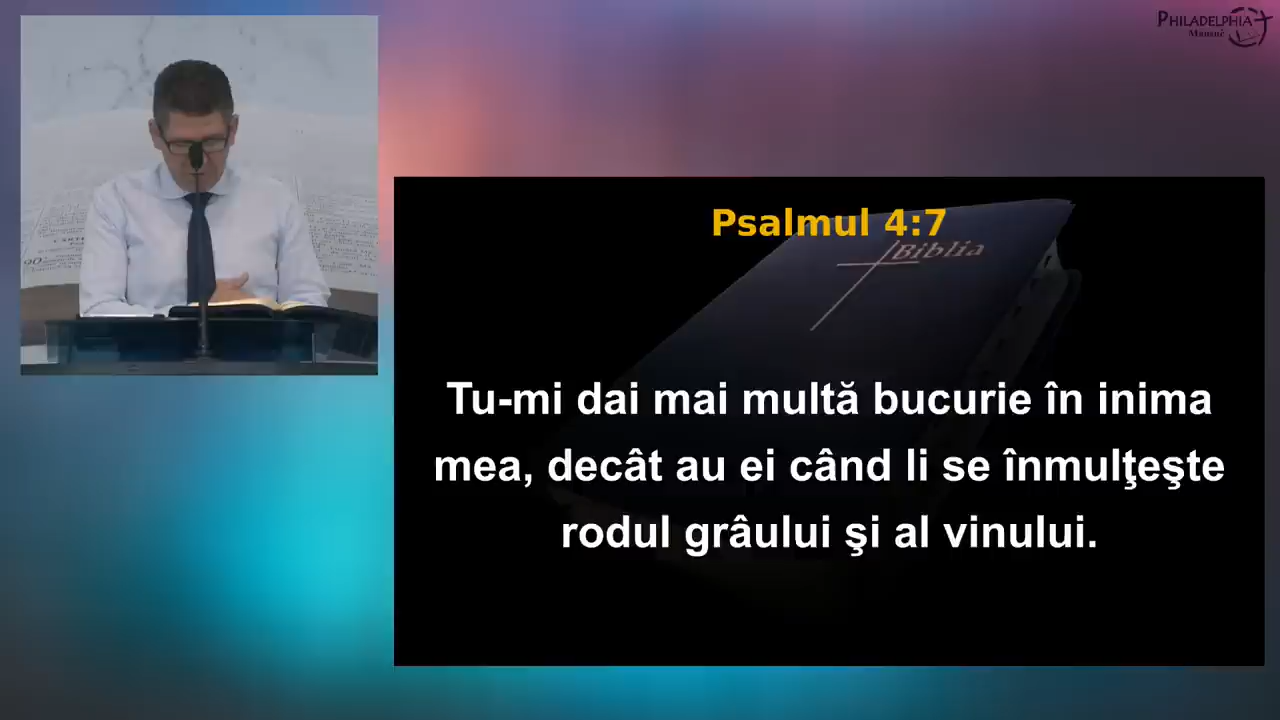 PHILADELPHIA
Mansuè
Psalmul 4:7
Biblia
Tu-mi dai mai multă bucurie în inima
mea, decât au ei când li se înmulţeşte
rodul grâului şi al vinului.